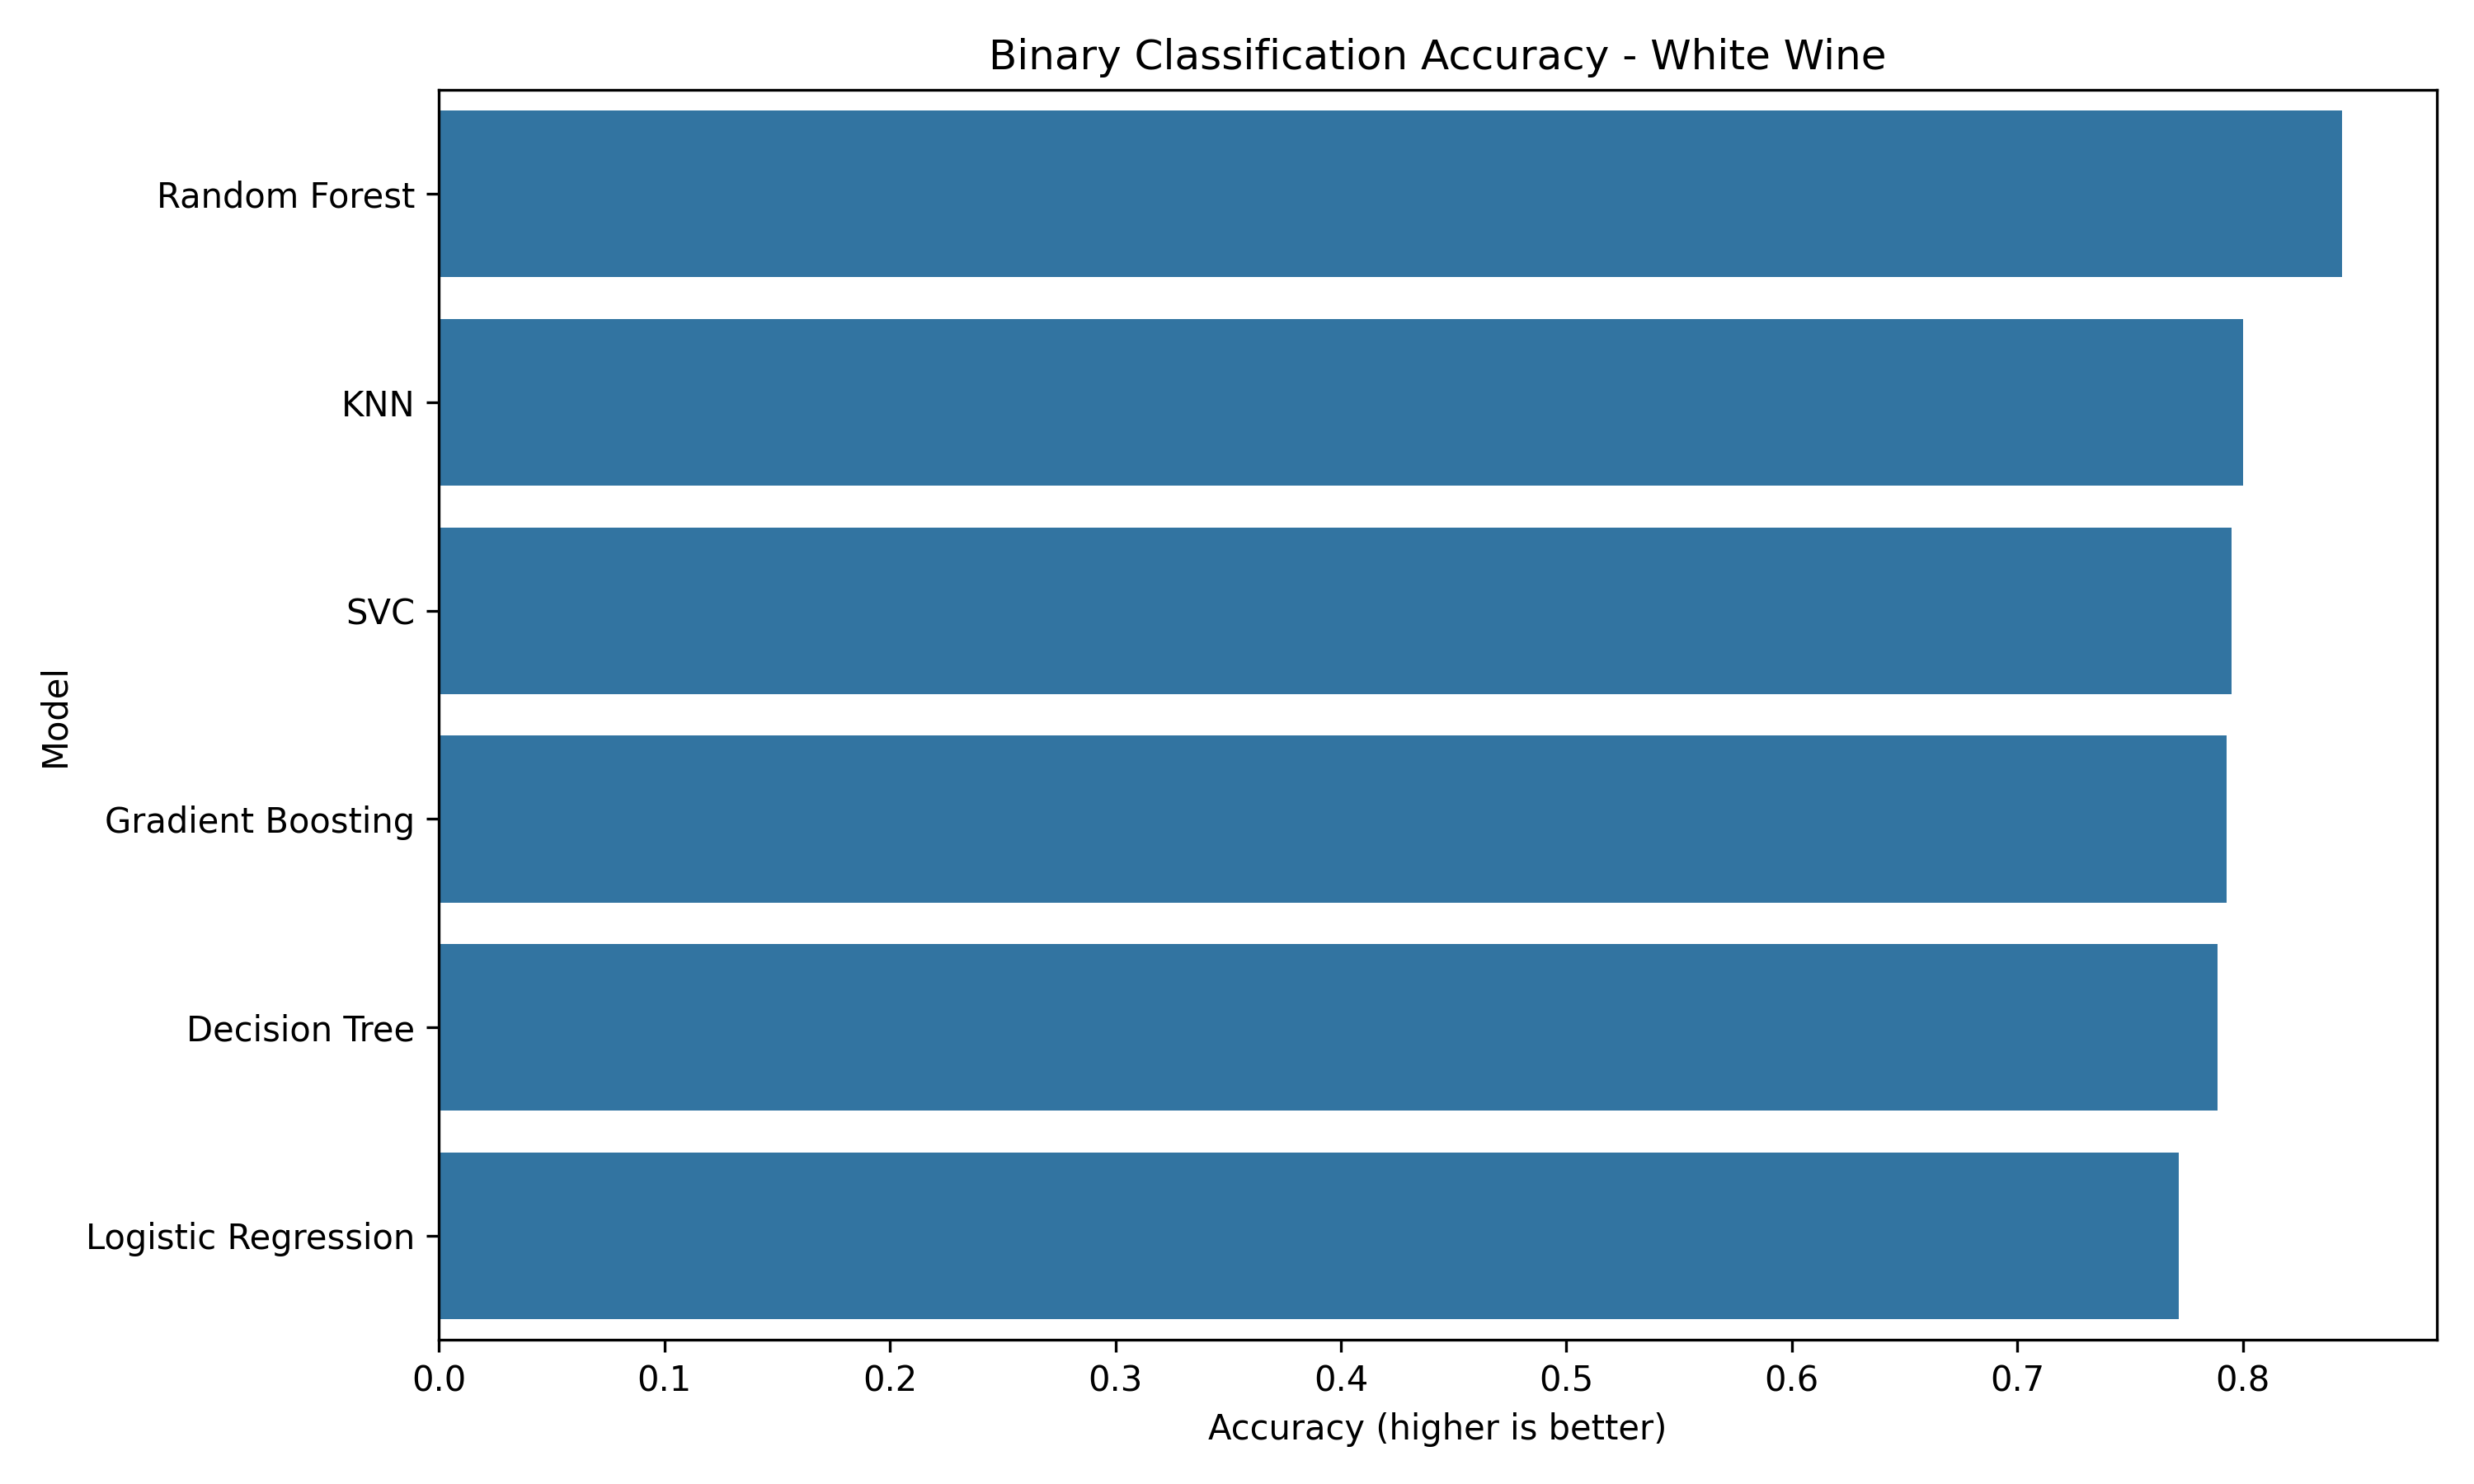 Binary Classification Accuracy - White Wine
Model
Random Forest
KNN
SVC
Gradient Boosting
Decision Tree
Logistic Regression
0.0 0.1 0.2 0.3 0.4 0.5 0.6 0.7 0.8
Accuracy (higher is better)